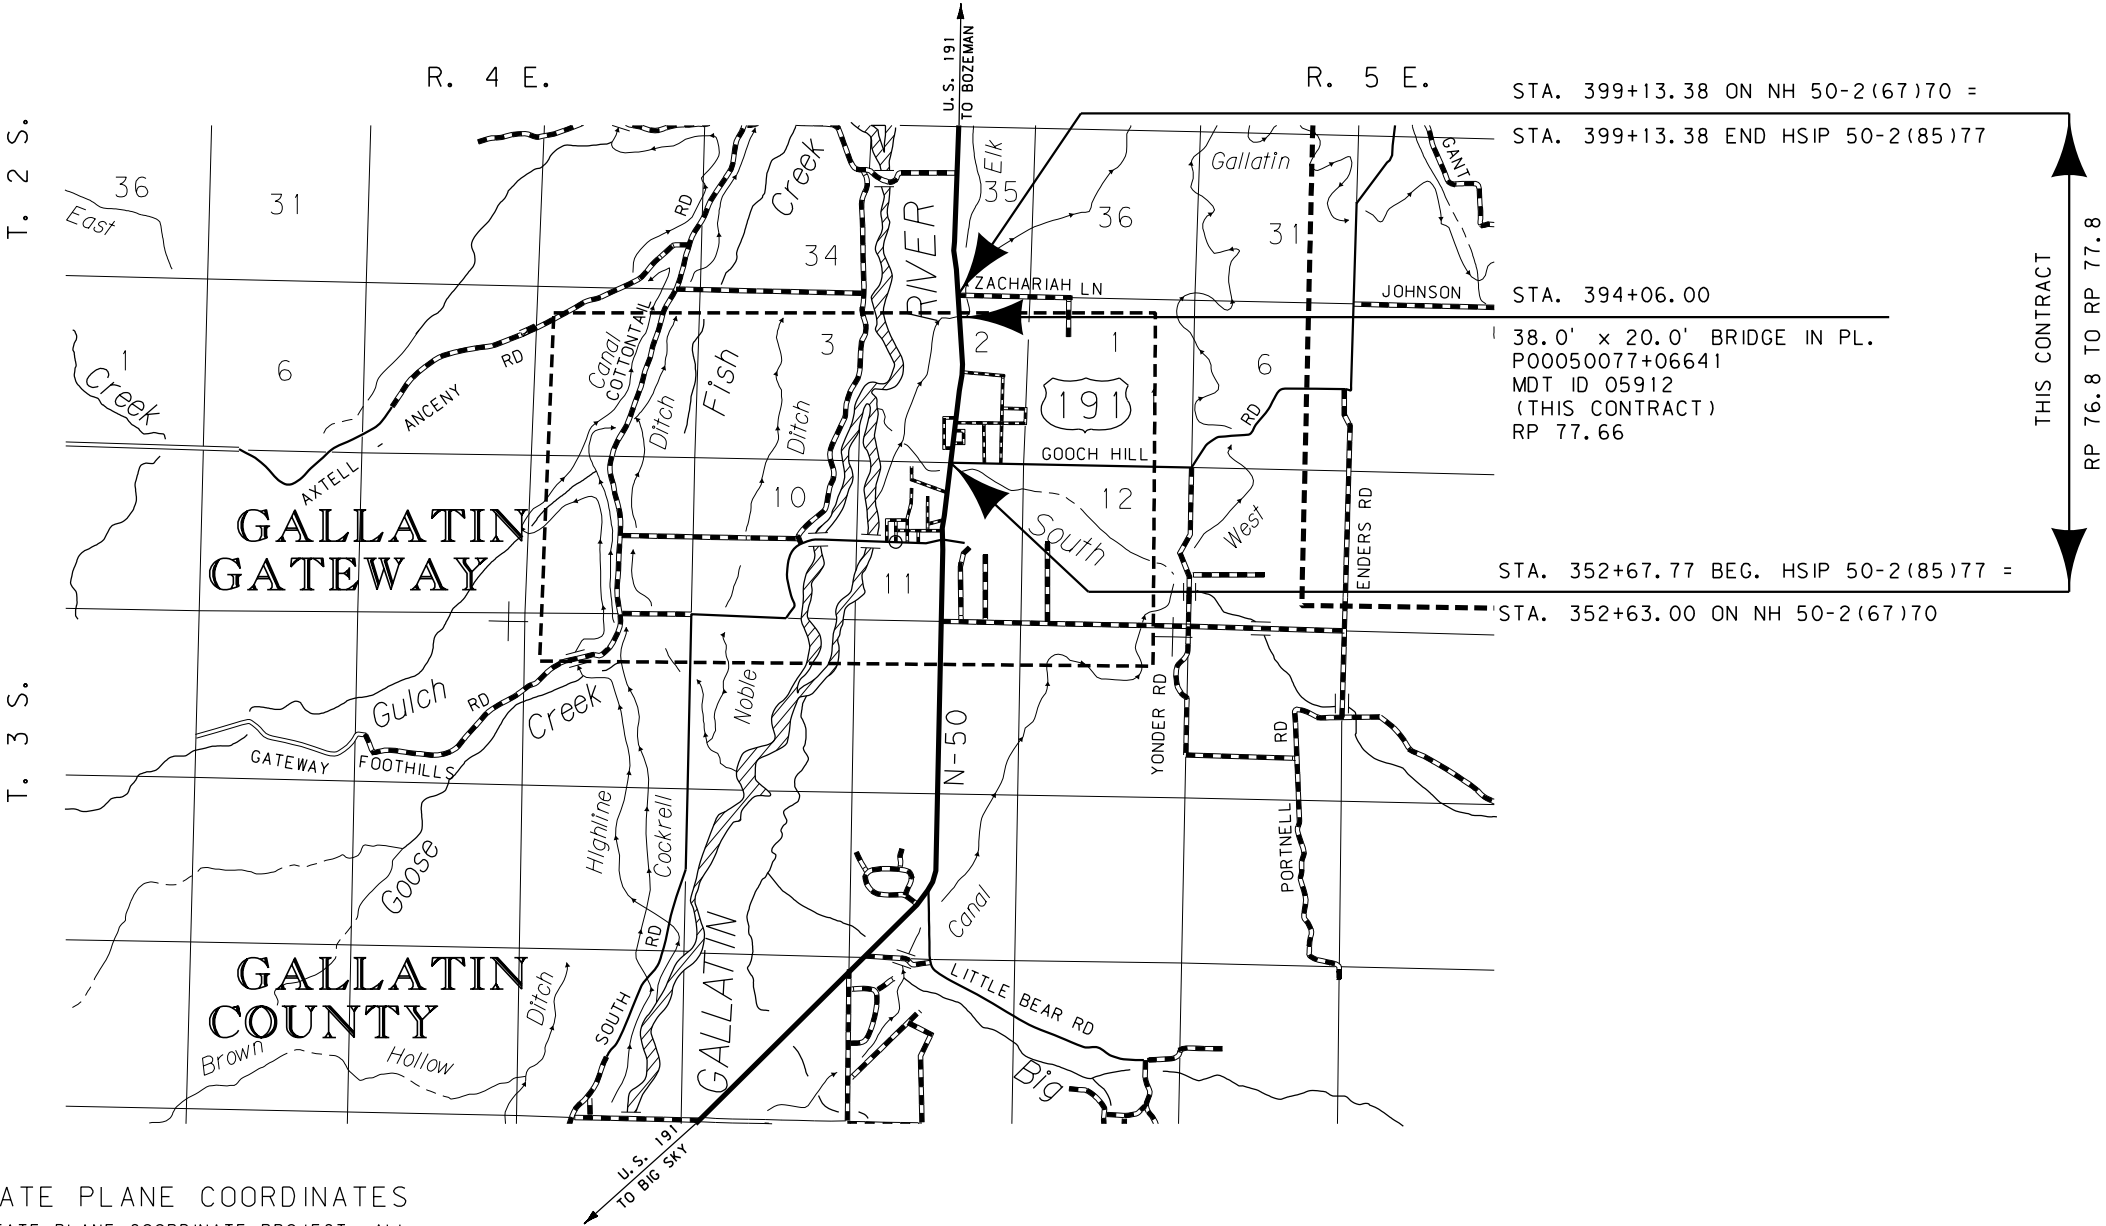 U.S. 191
TO BOZEMAN
R. 4 E.
R. 5 E.
STA. 399+13.38 ON NH 50-2(67)70 =
STA. 399+13.38 END HSIP 50-2(85)77
T. 2 S.
36
31
East
RD
Creek
34
RIVER
Elk
35
36
Gallatin
31
GANT
ZACHARIAH LN
JOHNSON
STA. 394+06.00
38.0' x 20.0' BRIDGE IN PL.
P00050077+06641
MDT ID 05912
(THIS CONTRACT)
RP 77.66
THIS CONTRACT
RP 76.8 TO RP 77.8
1
Creek
6
RD
ANCENY
AXTELL
Canal
COTTONTAIL
Ditch
Fish
Ditch
3
2
1
191
6
RD
GOOCH HILL
10
12
South
West
ENDERS RD
GALLATIN
GATEWAY
11
STA. 352+67.77 BEG. HSIP 50-2(85)77 =
STA. 352+63.00 ON NH 50-2(67)70
T. 3 S.
Gulch
RD
Creek
GATEWAY
FOOTHILLS
Noble
N-50
YONDER RD
RD
PORTNELL
Highline
Cockrell
Goose
Canal
RD
GALLATIN
GALLATIN
COUNTY
Ditch
SOUTH
LITTLE BEAR RD
Brown
Hollow
Big
U.S. 191
TO BIG SKY
ATE PLANE COORDINATES